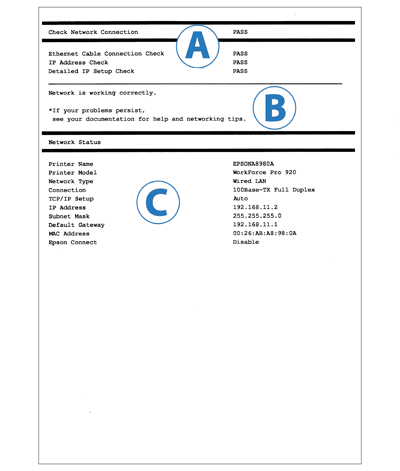 Check Network Connection PASS
A
Ethernet Cable Connection Check PASS
IP Address Check PASS
Detailed IP Setup Check PASS
Network is working correctly.
B
*If your problems persist,
see your documentation for help and networking tips.
Network Status
Printer Name EPSONA8980A
Printer Model WorkForce Pro 920
Network Type Wired LAN
Connection 100Base-TX Full Duplex
C
TCP/IP Setup Auto
IP Address 192.168.11.2
Subnet Mask 255.255.255.0
Default Gateway 192.168.11.1
MAC Address 00:26:AB:A8:98:0A
Epson Connect Disable